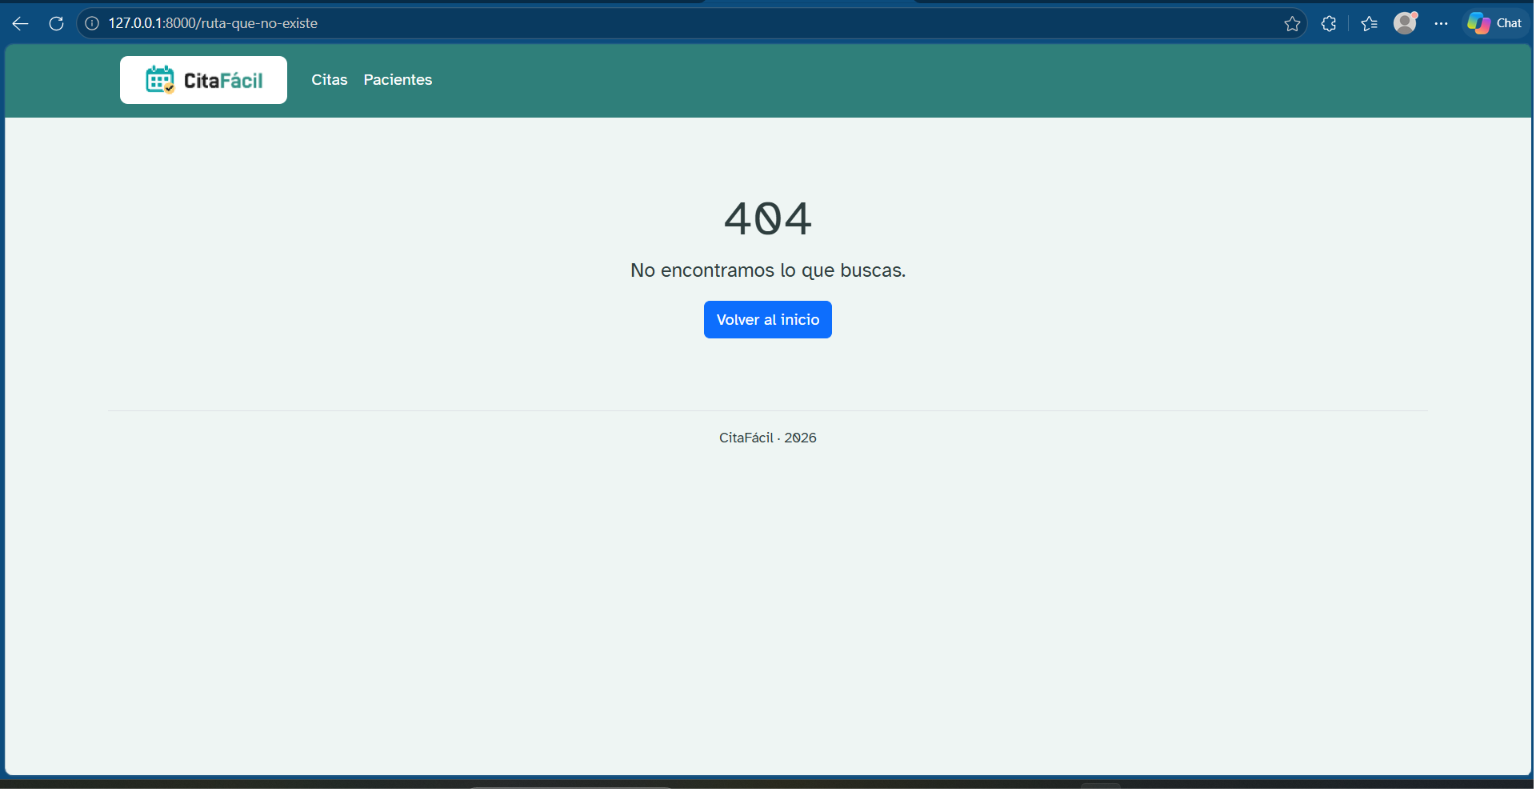 127.0.0.1:8000/ruta-que-no-existe
Chat
CitaFácil
Citas
Pacientes
404
No encontramos lo que buscas.
Volver al inicio
CitaFácil · 2026